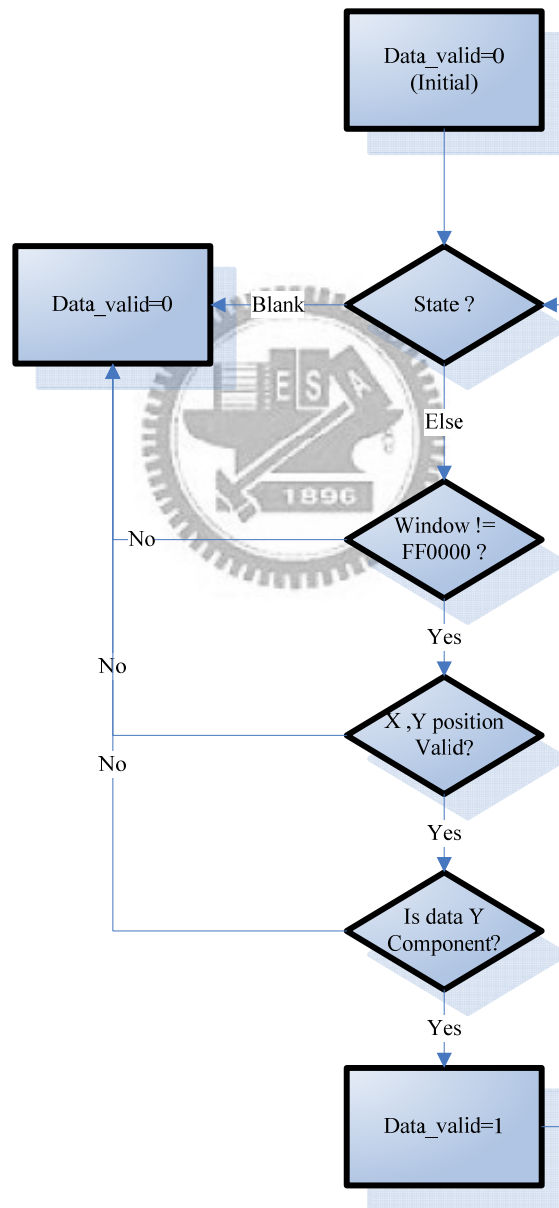 Data_valid=0
(Initial)
Data_valid=0
Blank
State ?
E S A
Else
1896
Window !=
FF0000 ?
No
Yes
No
X ,Y position
Valid?
No
Yes
Is data Y
Component?
Yes
Data_valid=1